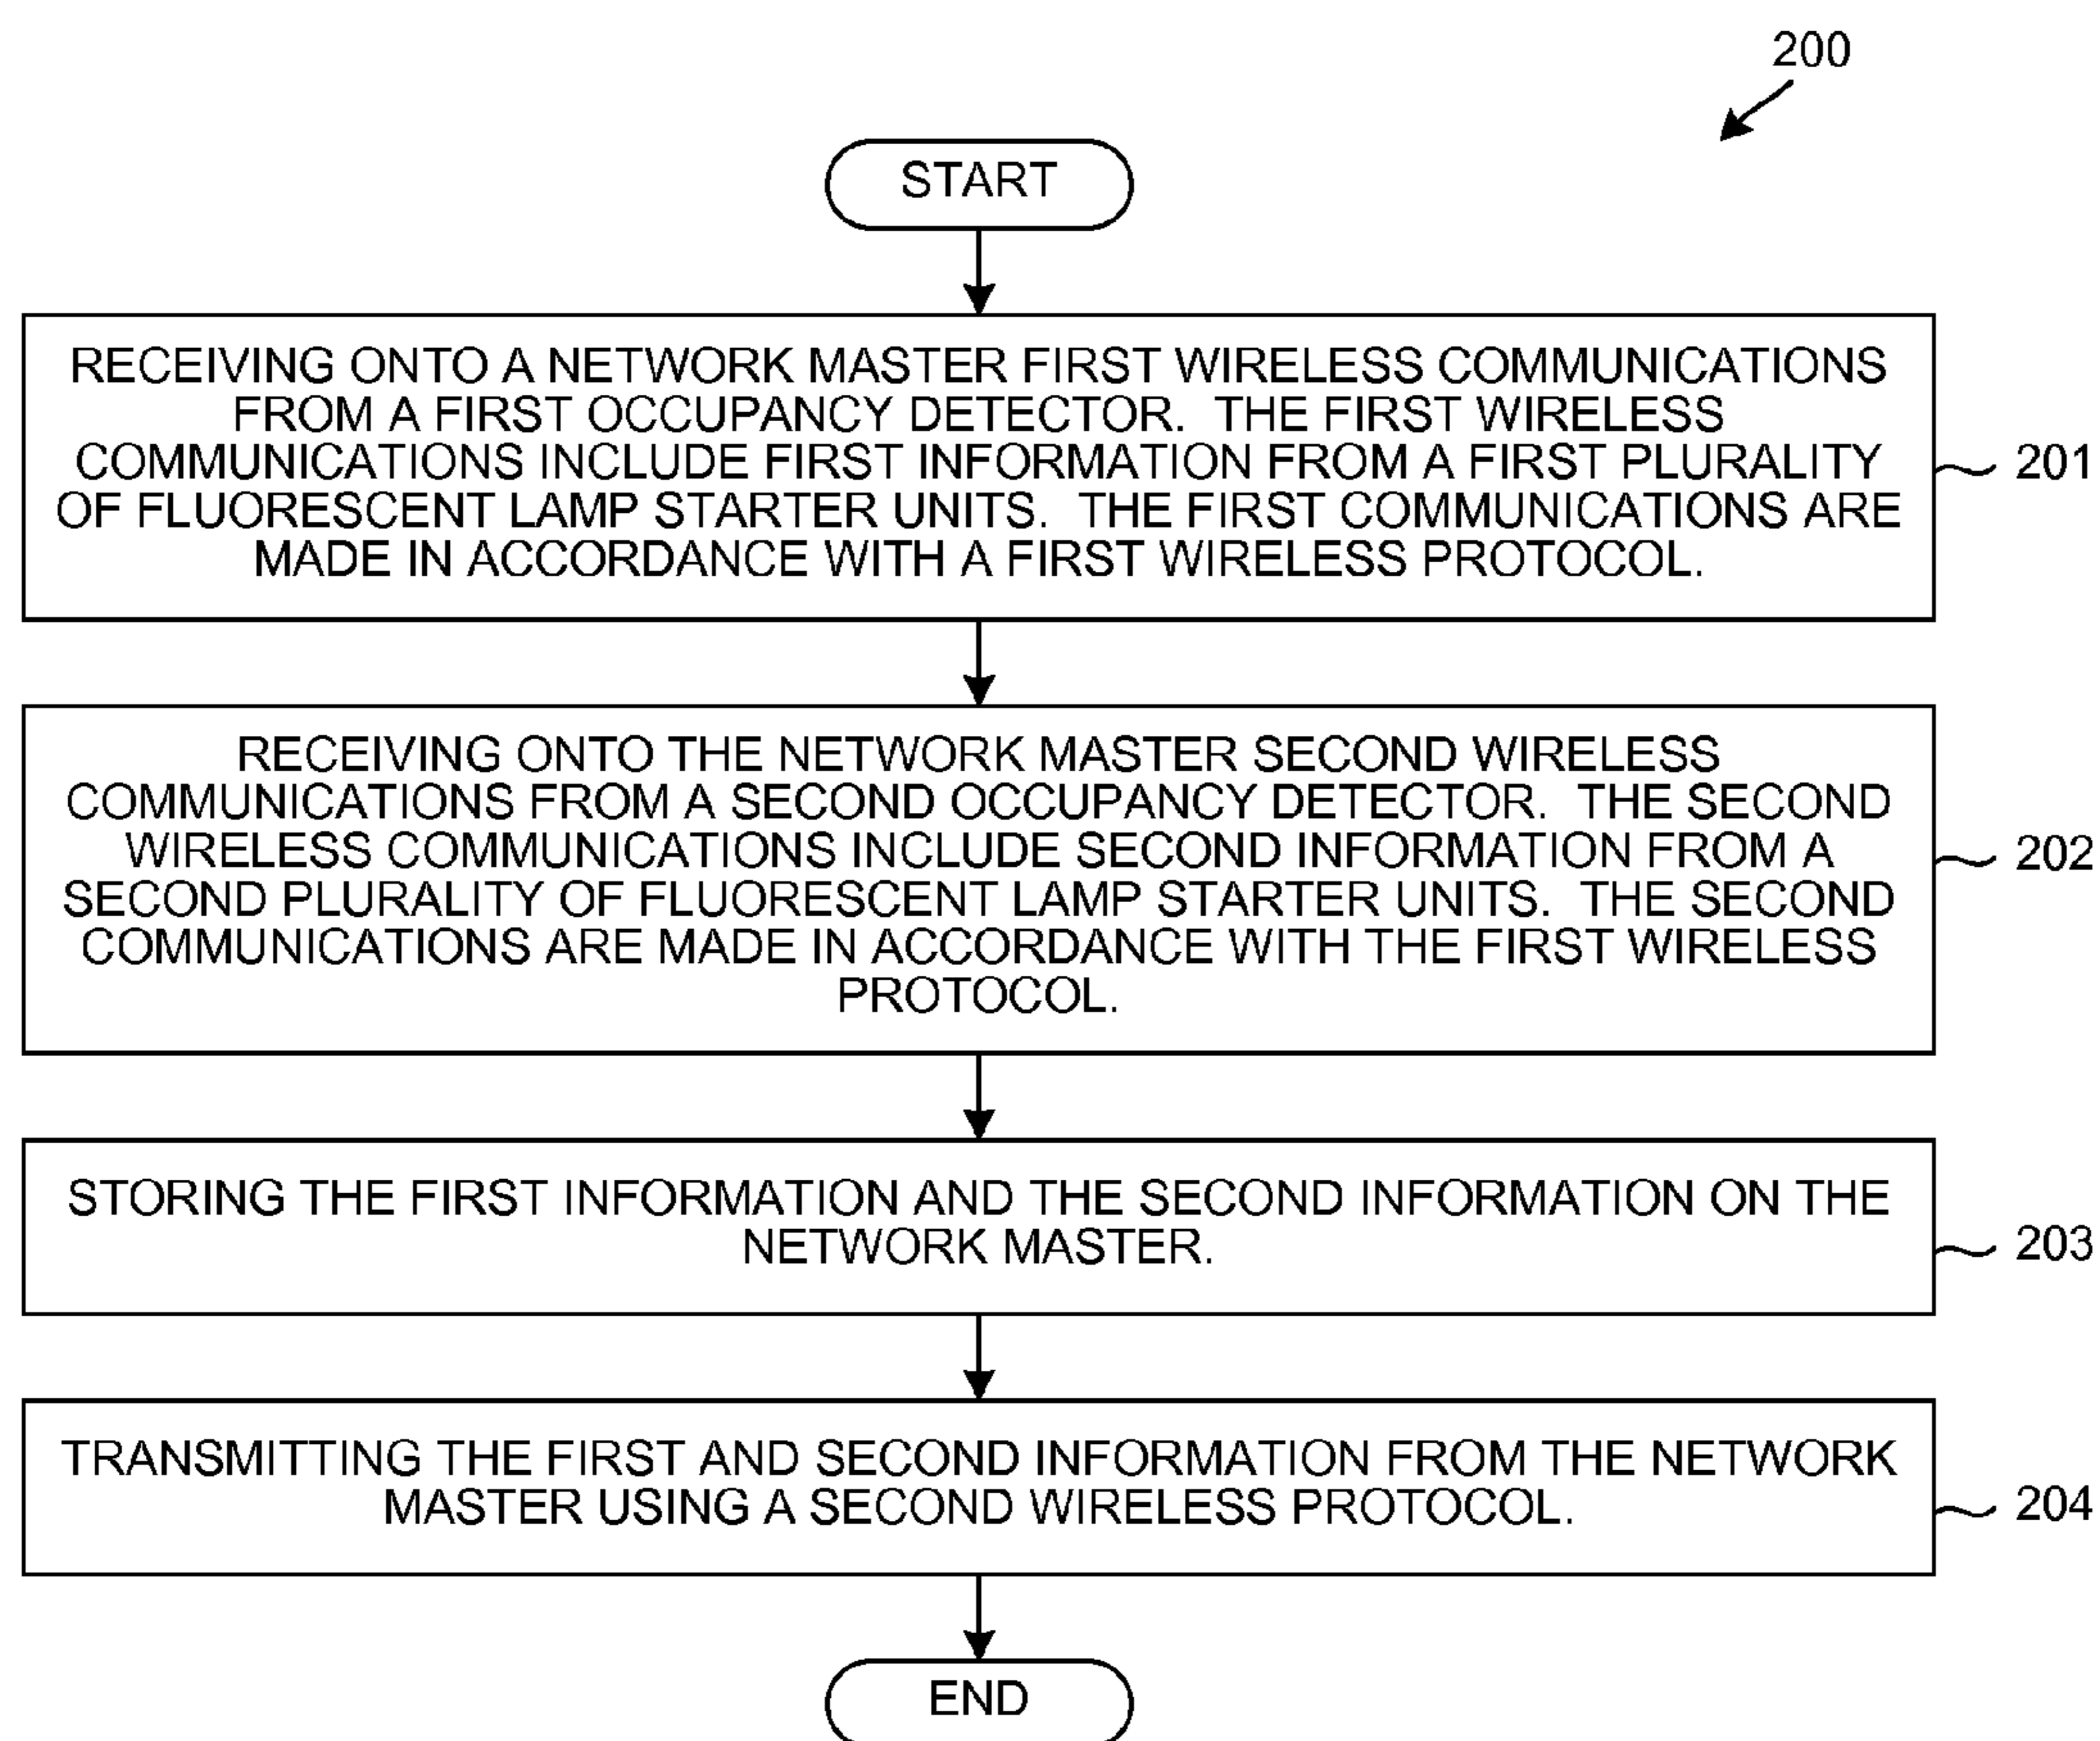 200
START
RECEIVING ONTO A NETWORK MASTER FIRST WIRELESS COMMUNICATIONS
FROM A FIRST OCCUPANCY DETECTOR. THE FIRST WIRELESS
COMMUNICATIONS INCLUDE FIRST INFORMATION FROM A FIRST PLURALITY
OF FLUORESCENT LAMP STARTER UNITS. THE FIRST COMMUNICATIONS ARE
MADE IN ACCORDANCE WITH A FIRST WIRELESS PROTOCOL.
201
RECEIVING ONTO THE NETWORK MASTER SECOND WIRELESS
COMMUNICATIONS FROM A SECOND OCCUPANCY DETECTOR. THE SECOND
WIRELESS COMMUNICATIONS INCLUDE SECOND INFORMATION FROM A
SECOND PLURALITY OF FLUORESCENT LAMP STARTER UNITS. THE SECOND
COMMUNICATIONS ARE MADE IN ACCORDANCE WITH THE FIRST WIRELESS
PROTOCOL.
202
STORING THE FIRST INFORMATION AND THE SECOND INFORMATION ON THE
NETWORK MASTER.
203
TRANSMITTING THE FIRST AND SECOND INFORMATION FROM THE NETWORK
MASTER USING A SECOND WIRELESS PROTOCOL.
204
END